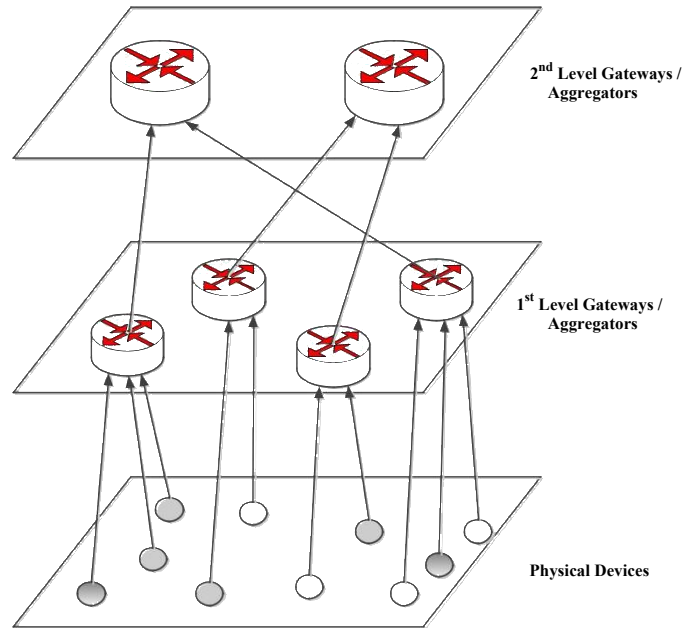 2nd Level Gateways /
Aggregators
1st Level Gateways /
Aggregators
Physical Devices